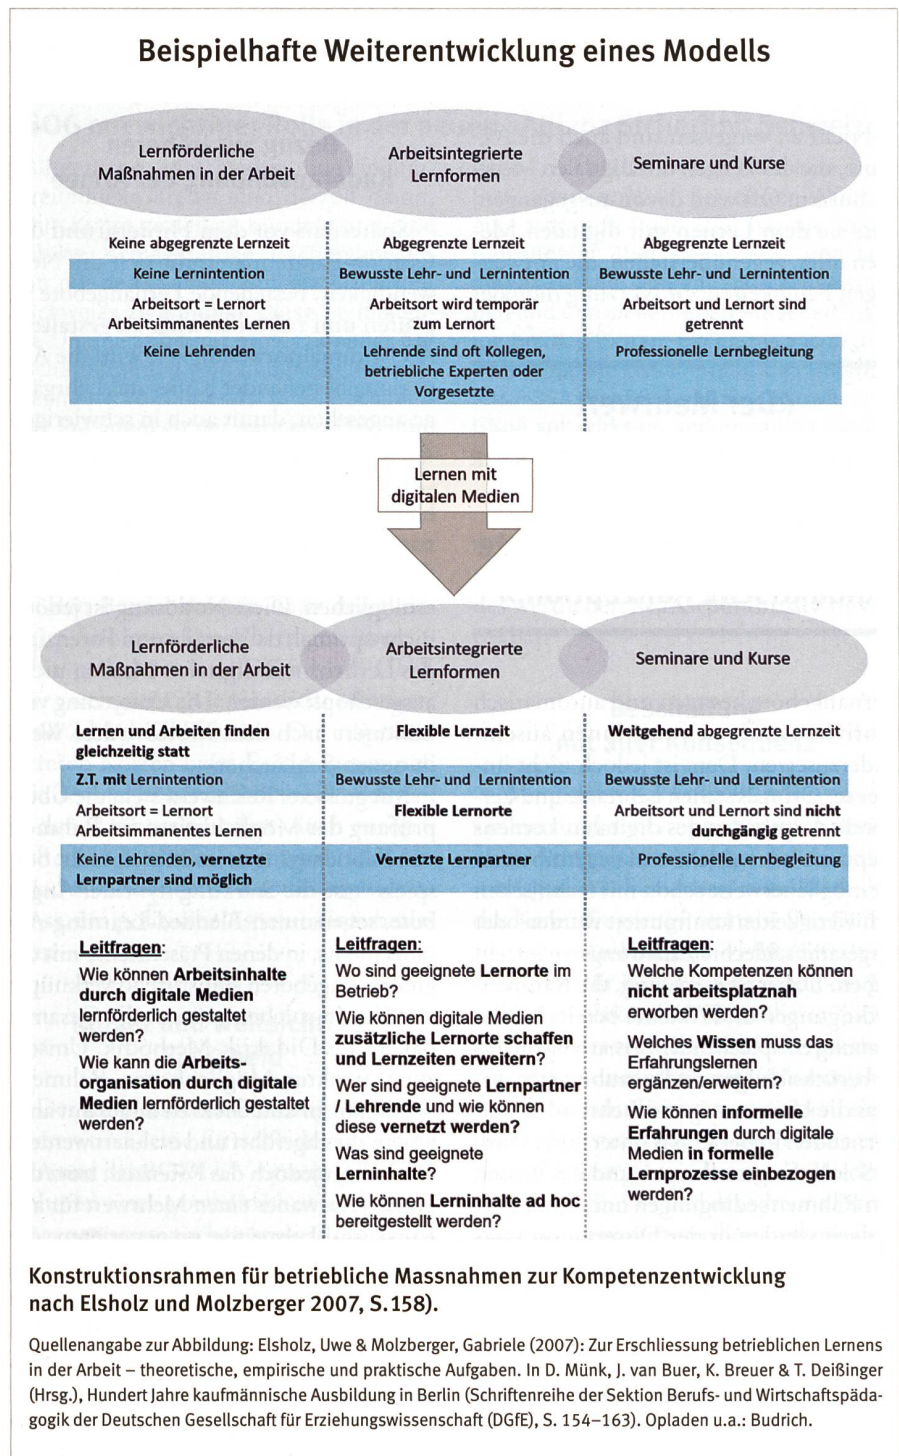 Beispielhafte Weiterentwicklung eines Modells
Lernförderliche
Maßnahmen in der Arbeit
Arbeitsintegrierte
Lernformen
Seminare und Kurse
Keine abgegrenzte Lernzeit
Abgegrenzte Lernzeit
Abgegrenzte Lernzeit
Keine Lernintention
Bewusste Lehr- und Lernintention
Bewusste Lehr- und Lernintention
Arbeitsort = Lernort
Arbeitsimmanentes Lernen
Arbeitsort wird temporär
zum Lernort
Arbeitsort und Lernort sind
getrennt
Keine Lehrenden
Lehrende sind oft Kollegen,
betriebliche Experten oder
Vorgesetzte
Professionelle Lernbegleitung
Lernen mit
digitalen Medien
Lernförderliche
Maßnahmen in der Arbeit
Arbeitsintegrierte
Lernformen
Seminare und Kurse
Lernen und Arbeiten finden
gleichzeitig statt
Flexible Lernzeit
Weitgehend abgegrenzte Lernzeit
Z.T. mit Lernintention
Bewusste Lehr- und Lernintention
Bewusste Lehr- und Lernintention
Arbeitsort = Lernort
Arbeitsimmanentes Lernen
Flexible Lernorte
Arbeitsort und Lernort sind nicht
durchgängig getrennt
Keine Lehrenden, vernetzte
Lernpartner sind möglich
Vernetzte Lernpartner
Professionelle Lernbegleitung
Leitfragen:
Wie können Arbeitsinhalte
durch digitale Medien
lernförderlich gestaltet
werden?
Wie kann die Arbeits-
organisation durch digitale
Medien lernförderlich gestaltet
werden?
Leitfragen:
Wo sind geeignete Lernorte im
Betrieb?
Wie können digitale Medien
zusätzliche Lernorte schaffen
und Lernzeiten erweitern?
Wer sind geeignete Lernpartner
/ Lehrende und wie können
diese vernetzt werden?
Was sind geeignete
Lerninhalte?
Wie können Lerninhalte ad hoc
bereitgestellt werden?
Leitfragen:
Welche Kompetenzen können
nicht arbeitsplatznah
erworben werden?
Welches Wissen muss das
Erfahrungslernen
ergänzen/erweitern?
Wie können informelle
Erfahrungen durch digitale
Medien in formelle
Lernprozesse einbezogen
werden?
Konstruktionsrahmen für betriebliche Massnahmen zur Kompetenzentwicklung
nach Elsholz und Molzberger 2007, S.158).
Quellenangabe zur Abbildung: Elsholz, Uwe & Molzberger, Gabriele (2007): Zur Erschliessung betrieblichen Lernens
in der Arbeit – theoretische, empirische und praktische Aufgaben. In D. Münk, J. van Buer, K. Breuer & T. Deißinger
(Hrsg.), Hundert Jahre kaufmännische Ausbildung in Berlin (Schriftenreihe der Sektion Berufs- und Wirtschaftspäda-
gogik der Deutschen Gesellschaft für Erziehungswissenschaft (DGfE), S. 154–163). Opladen u.a.: Budrich.